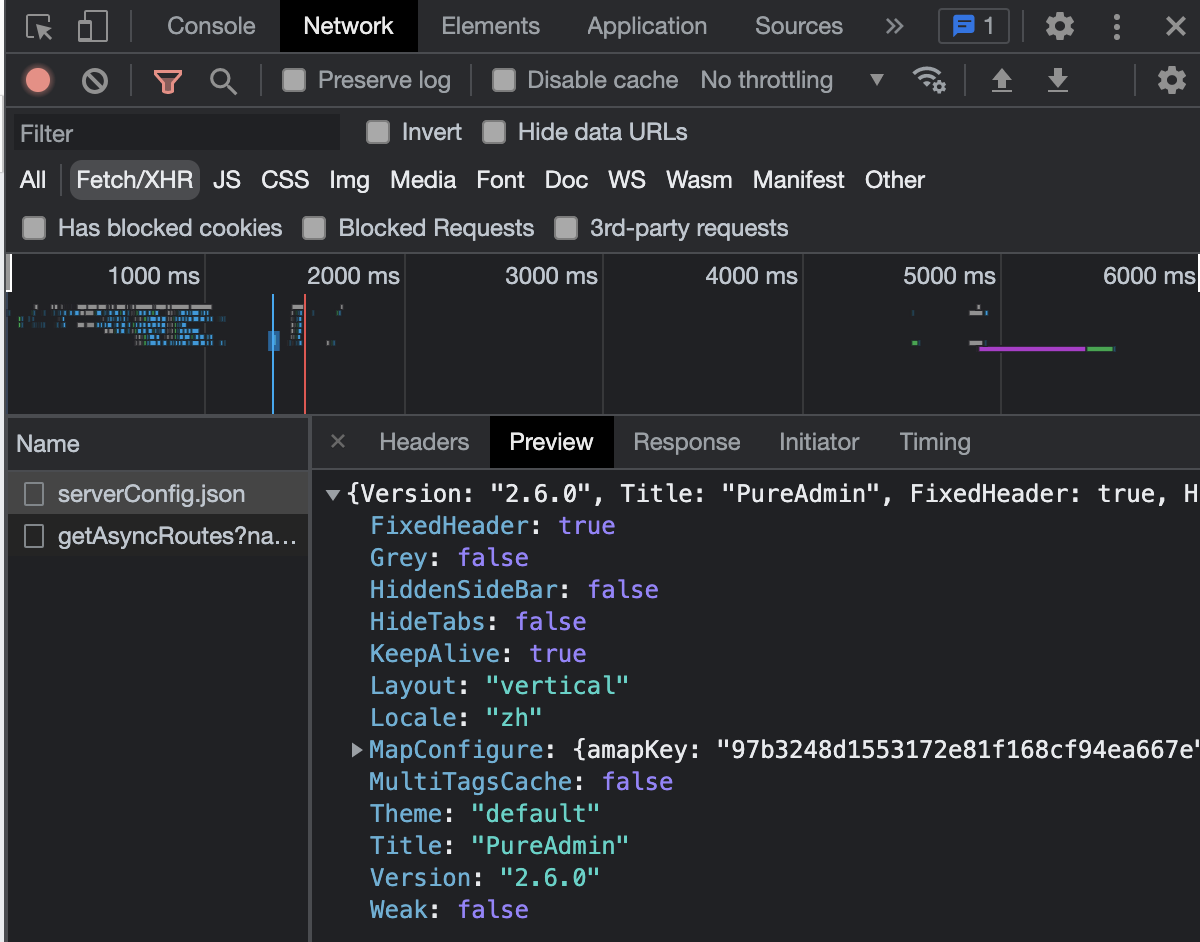 Console Network Elements Application Sources » 1
Preserve log Disable cache No throttling
Filter Invert Hide data URLs
All Fetch/XHR JS CSS Img Media Font Doc WS Wasm Manifest Other
Has blocked cookies Blocked Requests 3rd-party requests
1000 ms 2000 ms 3000 ms 4000 ms 5000 ms 6000 ms
Name
Headers Preview Response Initiator Timing
serverConfig.json
getAsyncRoutes?na...
{Version: "2.6.0", Title: "PureAdmin", FixedHeader: true, H
FixedHeader: true
Grey: false
HiddenSideBar: false
HideTabs: false
KeepAlive: true
Layout: "vertical"
Locale: "zh"
MapConfigure: {amapKey: "97b3248d1553172e81f168cf94ea667e"
MultiTagsCache: false
Theme: "default"
Title: "PureAdmin"
Version: "2.6.0"
Weak: false